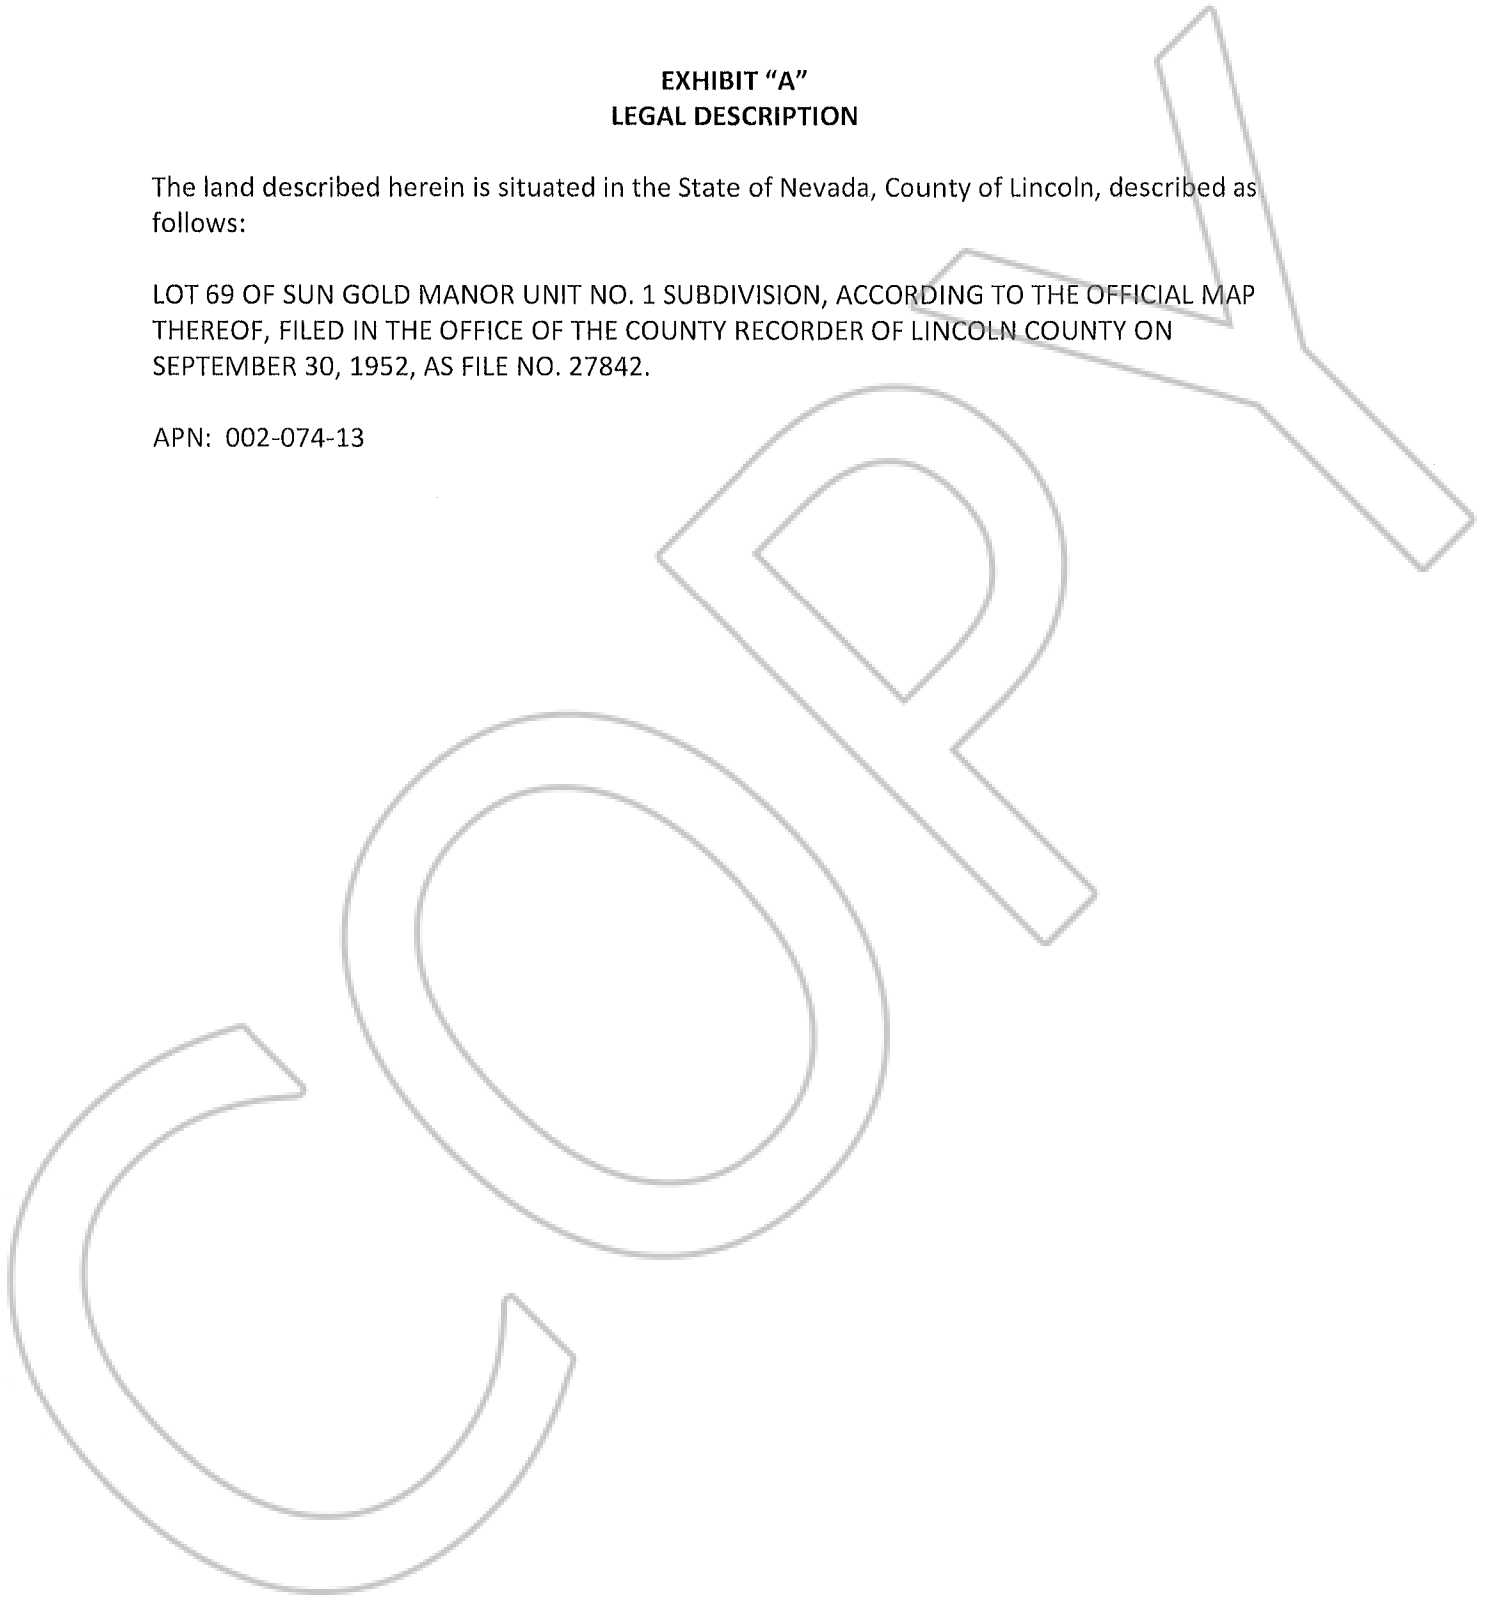 EXHIBIT “A”
LEGAL DESCRIPTION
The land described herein is situated in the State of Nevada, County of Lincoln, described as
follows:
LOT 69 OF SUN GOLD MANOR UNIT NO. 1 SUBDIVISION, ACCORDING TO THE OFFICIAL MAP
THEREOF, FILED IN THE OFFICE OF THE COUNTY RECORDER OF LINCOLN COUNTY ON
SEPTEMBER 30, 1952, AS FILE NO. 27842.
APN:  002-074-13
COPY